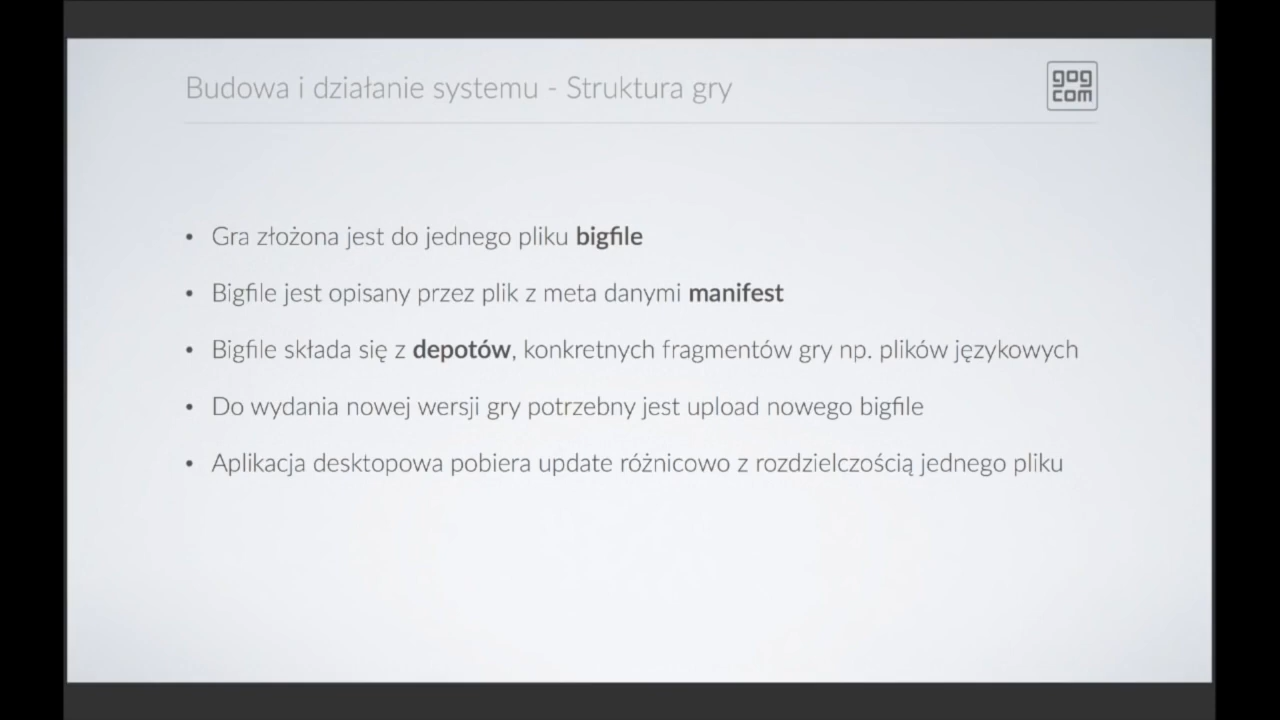 Budowa i działanie systemu - Struktura gry
gog
com
• Gra złożona jest do jednego pliku bigfile
• Bigfile jest opisany przez plik z meta danymi manifest
• Bigfile składa się z depotów, konkretnych fragmentów gry np. plików językowych
• Do wydania nowej wersji gry potrzebny jest upload nowego bigfile
• Aplikacja desktopowa pobiera update różnicowo z rozdzielczością jednego pliku